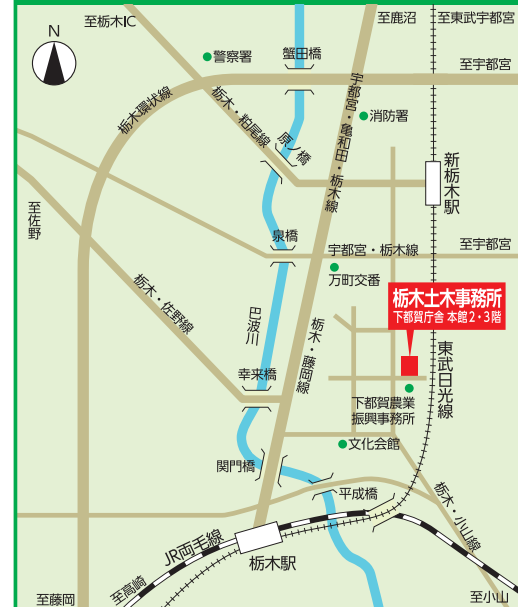 至栃木IC
至鹿沼
至東武宇都宮
N
警察署
蟹田橋
至宇都宮
栃木環状線
栃木・粕尾線
原ノ橋
消防署
宇都宮・亀和田・栃木線
新栃木駅
至佐野
泉橋
宇都宮・栃木線
至宇都宮
万町交番
栃木・佐野線
巴波川
栃木・藤岡線
栃木土木事務所
下都賀庁舎 本館2・3階
東武日光線
幸来橋
下都賀農業
振興事務所
文化会館
関門橋
平成橋
栃木・小山線
JR両毛線
栃木駅
至藤岡
至高崎
至小山